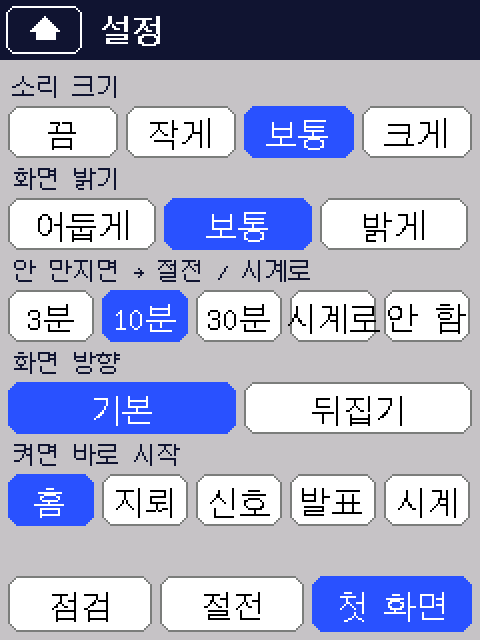 설정
소리 크기
끔 작게 보통 크게
화면 밝기
어둡게 보통 밝게
안 만지면 → 절전 / 시계로
3분 10분 30분 시계로 안 함
화면 방향
기본 뒤집기
켜면 바로 시작
홈 지뢰 신호 발표 시계
점검 절전 첫 화면